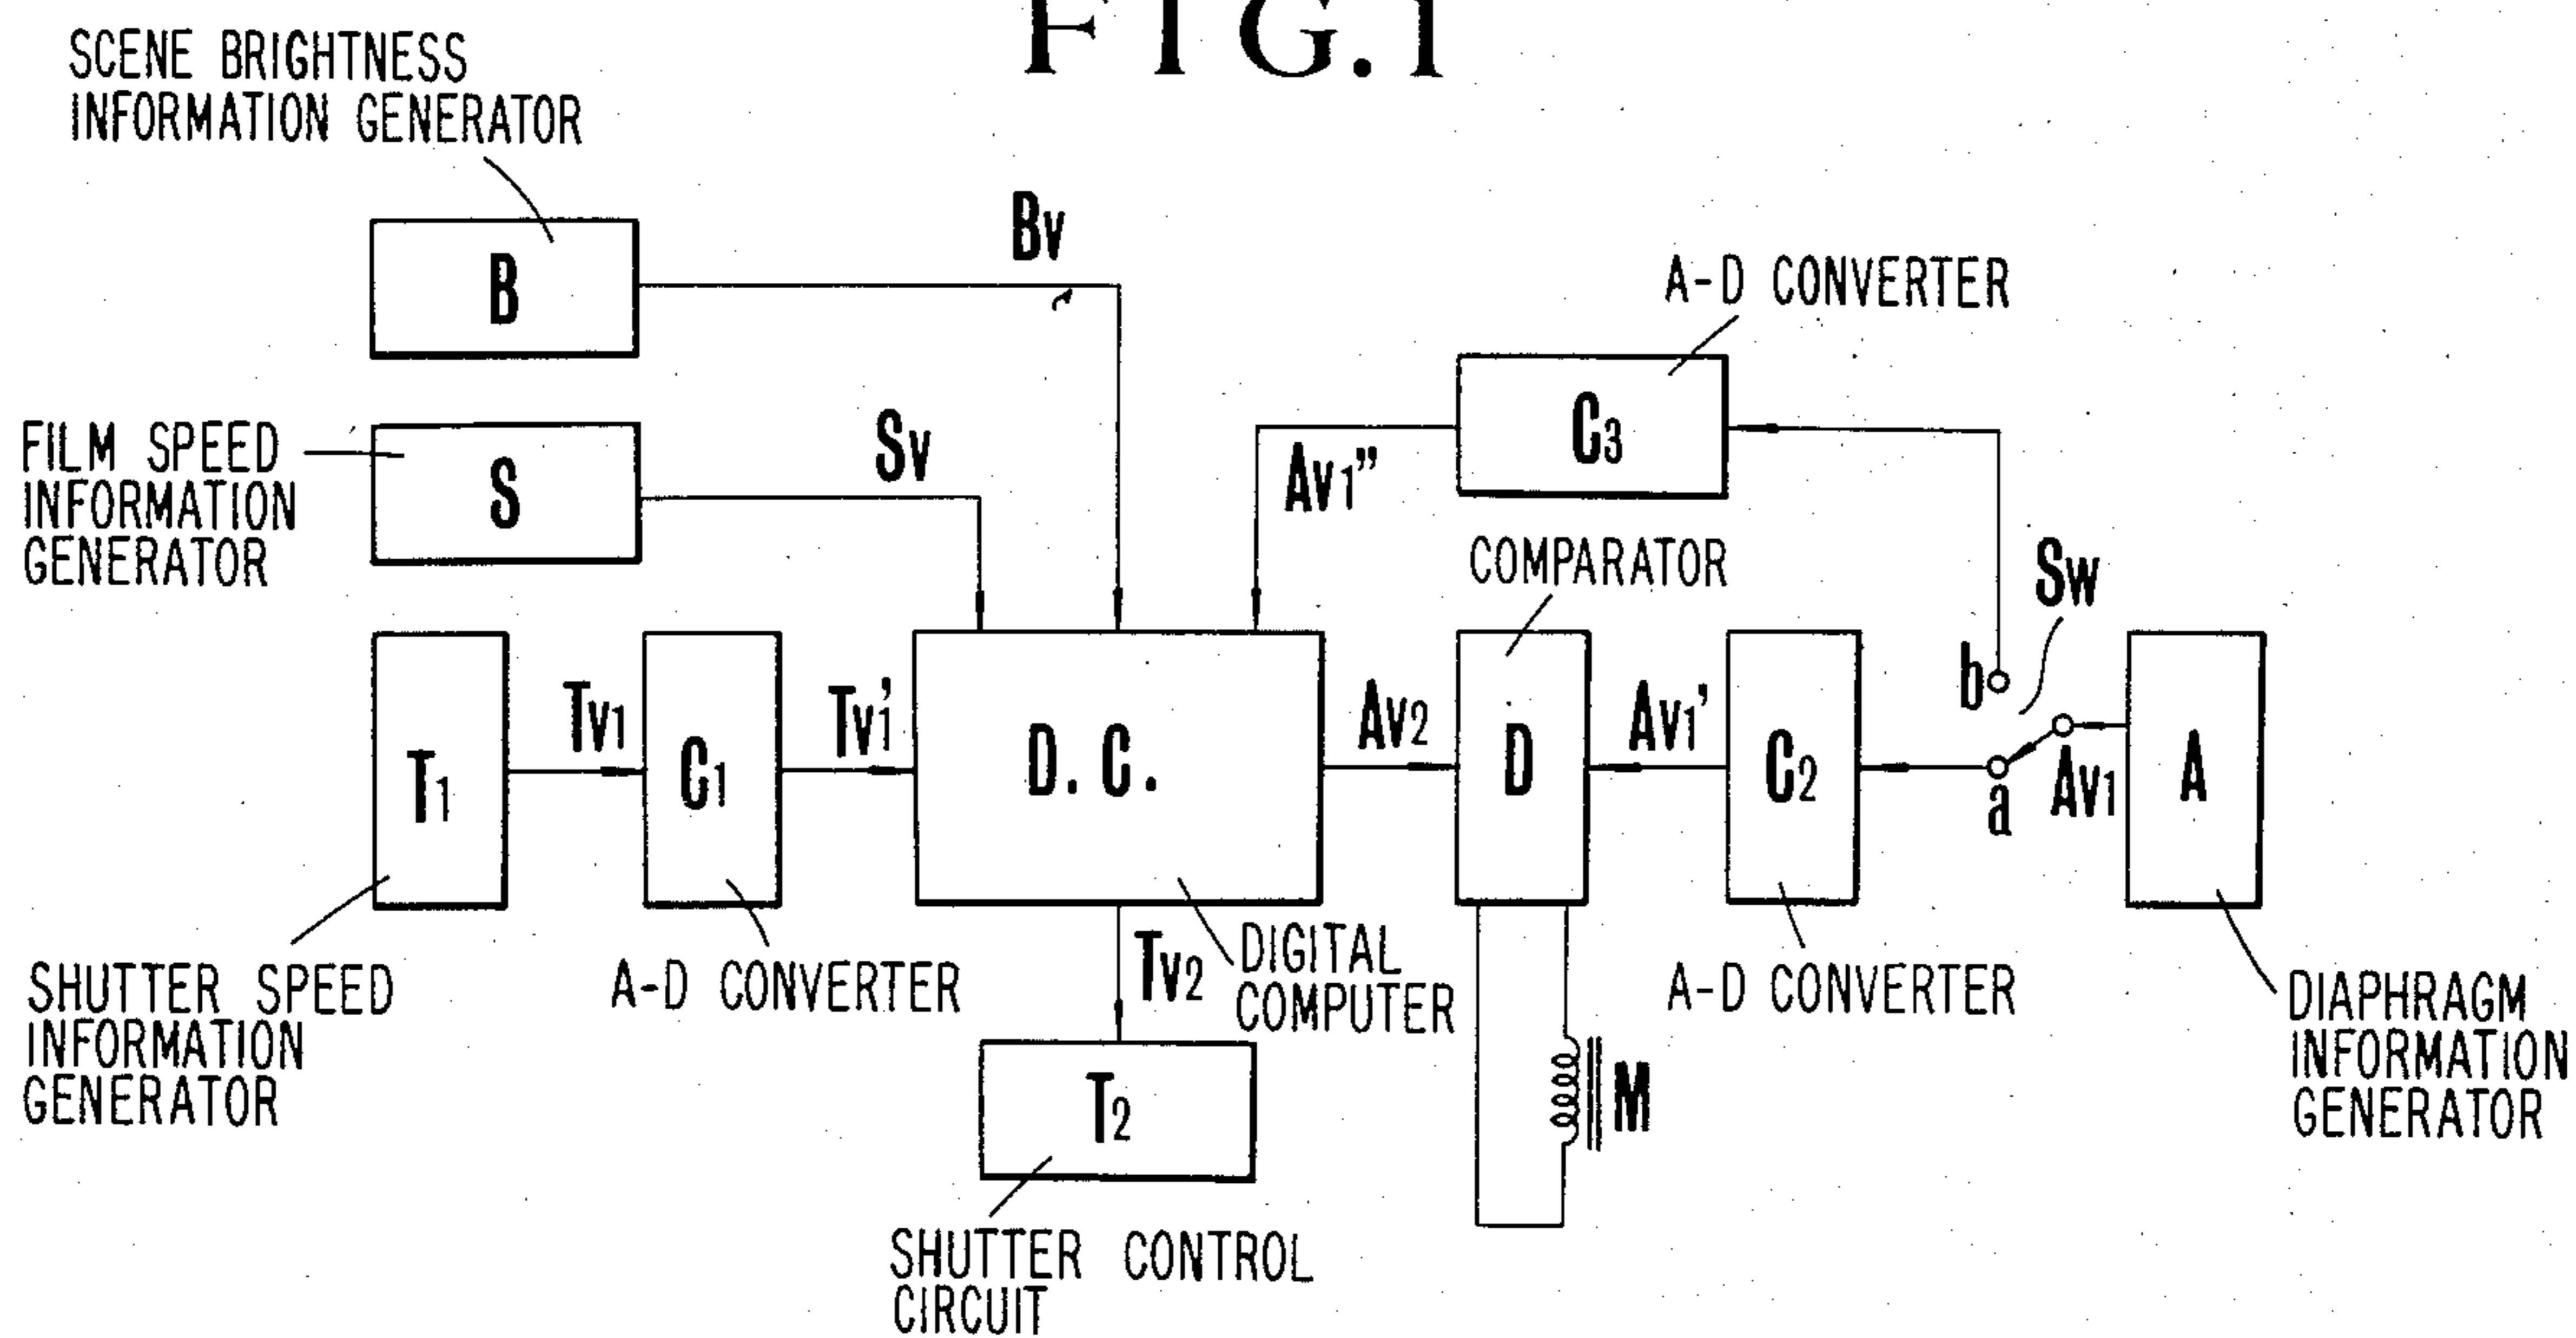 FIG.1
SCENE BRIGHTNESS
INFORMATION GENERATOR
B
Bv
A-D CONVERTER
C3
Av1"
FILM SPEED
INFORMATION
GENERATOR
S
Sv
COMPARATOR
Sw
b
a
T1
Tv1
C1
Tv1'
D.C.
Av2
D
Av1'
C2
Av1
A
SHUTTER SPEED
INFORMATION
GENERATOR
A-D CONVERTER
Tv2
DIGITAL
COMPUTER
A-D CONVERTER
DIAPHRAGM
INFORMATION
GENERATOR
T2
M
SHUTTER CONTROL
CIRCUIT